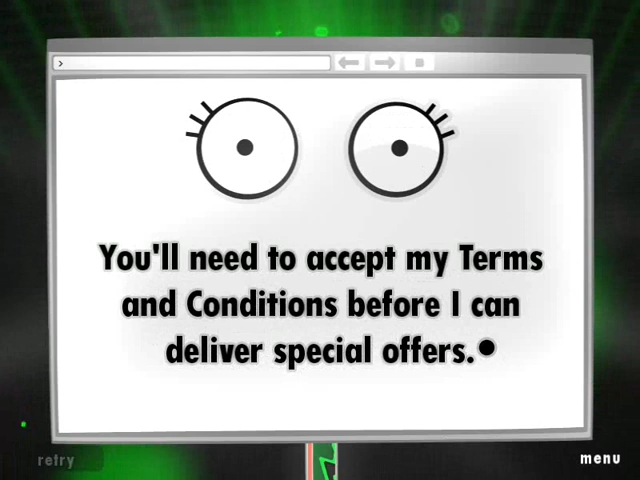 >
You'll need to accept my Terms
and Conditions before I can
deliver special offers.
retry
menu